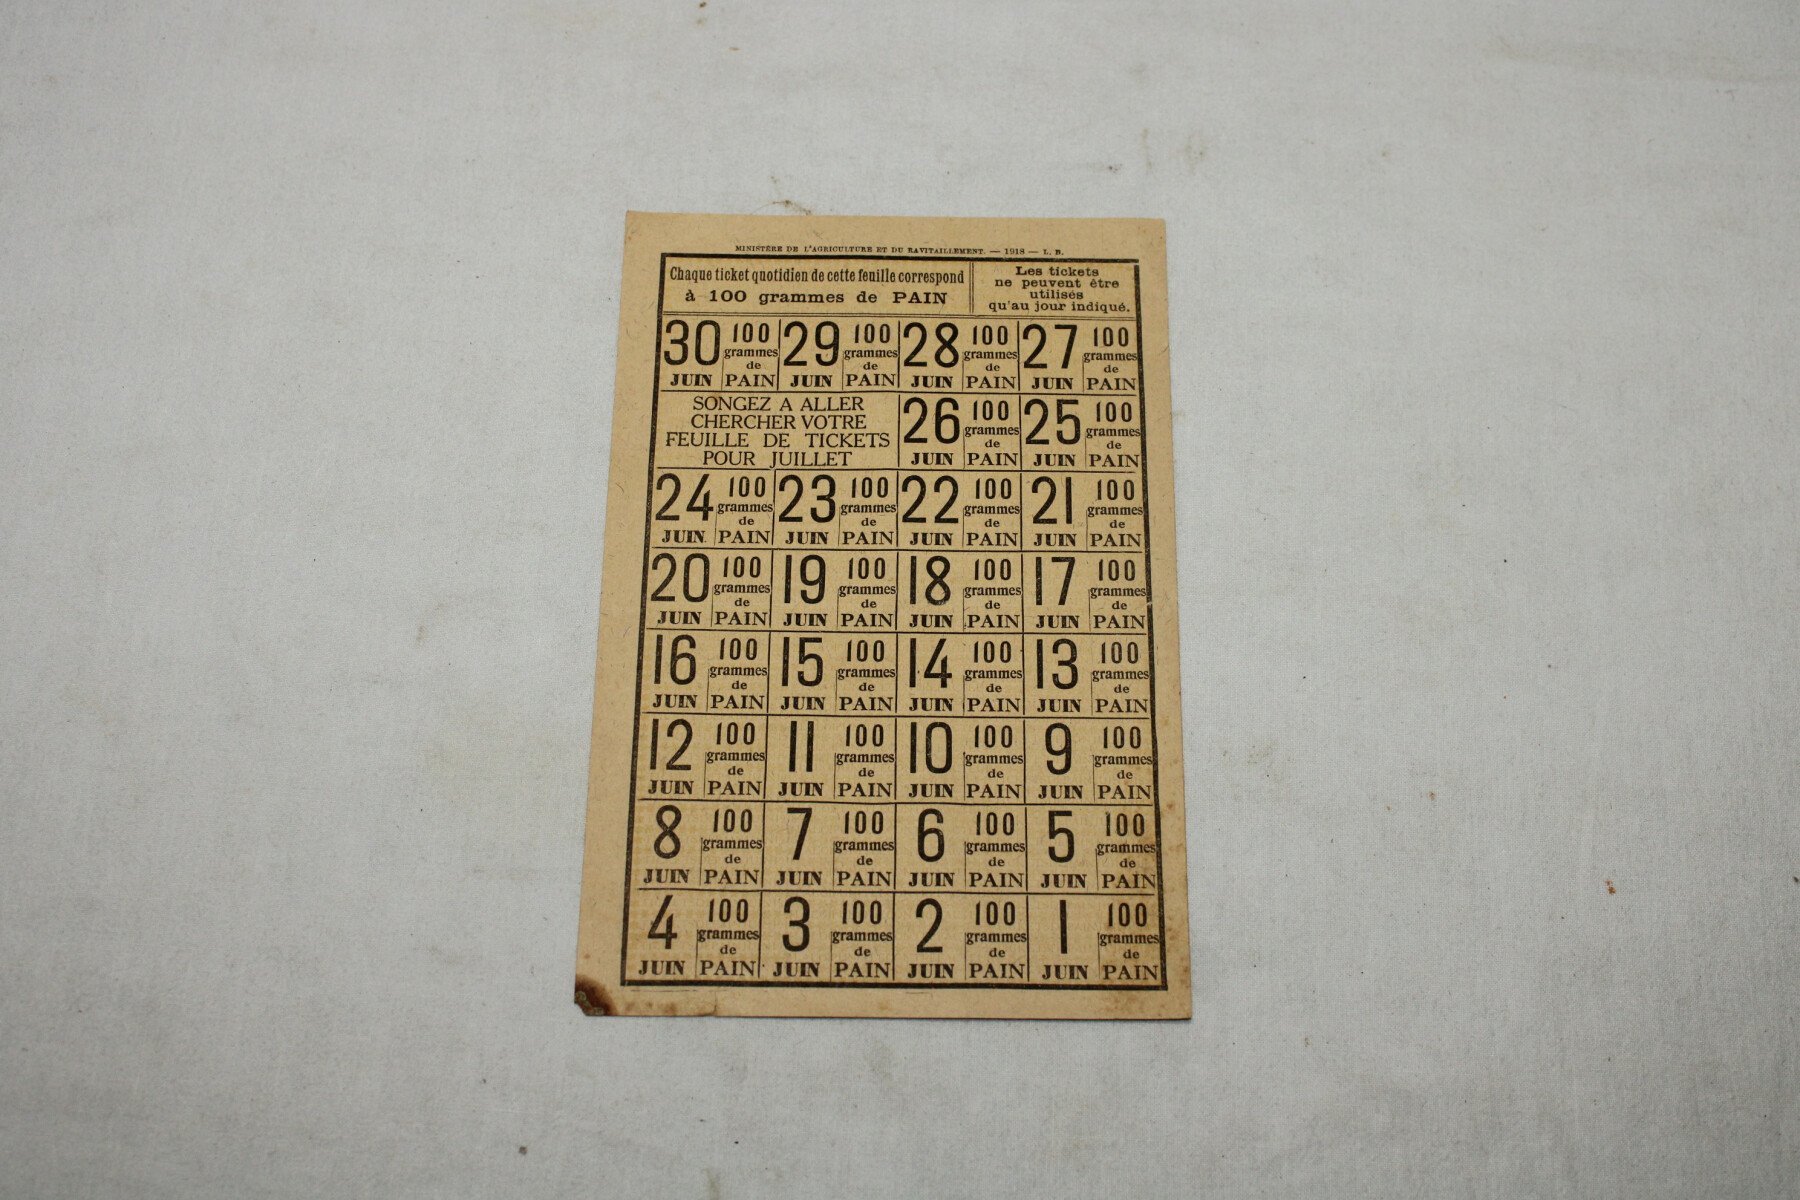 MINISTÈRE DE L'AGRICULTURE ET DU RAVITAILLEMENT. — 1918 — L. B.
Chaque ticket quotidien de cette feuille correspond
à 100 grammes de PAIN
Les tickets
ne peuvent être
utilisés
qu'au jour indiqué.
30 JUIN 100 grammes de PAIN
29 JUIN 100 grammes de PAIN
28 JUIN 100 grammes de PAIN
27 JUIN 100 grammes de PAIN
SONGEZ A ALLER
CHERCHER VOTRE
FEUILLE DE TICKETS
POUR JUILLET
26 JUIN 100 grammes de PAIN
25 JUIN 100 grammes de PAIN
24 JUIN 100 grammes de PAIN
23 JUIN 100 grammes de PAIN
22 JUIN 100 grammes de PAIN
21 JUIN 100 grammes de PAIN
20 JUIN 100 grammes de PAIN
19 JUIN 100 grammes de PAIN
18 JUIN 100 grammes de PAIN
17 JUIN 100 grammes de PAIN
16 JUIN 100 grammes de PAIN
15 JUIN 100 grammes de PAIN
14 JUIN 100 grammes de PAIN
13 JUIN 100 grammes de PAIN
12 JUIN 100 grammes de PAIN
11 JUIN 100 grammes de PAIN
10 JUIN 100 grammes de PAIN
9 JUIN 100 grammes de PAIN
8 JUIN 100 grammes de PAIN
7 JUIN 100 grammes de PAIN
6 JUIN 100 grammes de PAIN
5 JUIN 100 grammes de PAIN
4 JUIN 100 grammes de PAIN
3 JUIN 100 grammes de PAIN
2 JUIN 100 grammes de PAIN
1 JUIN 100 grammes de PAIN